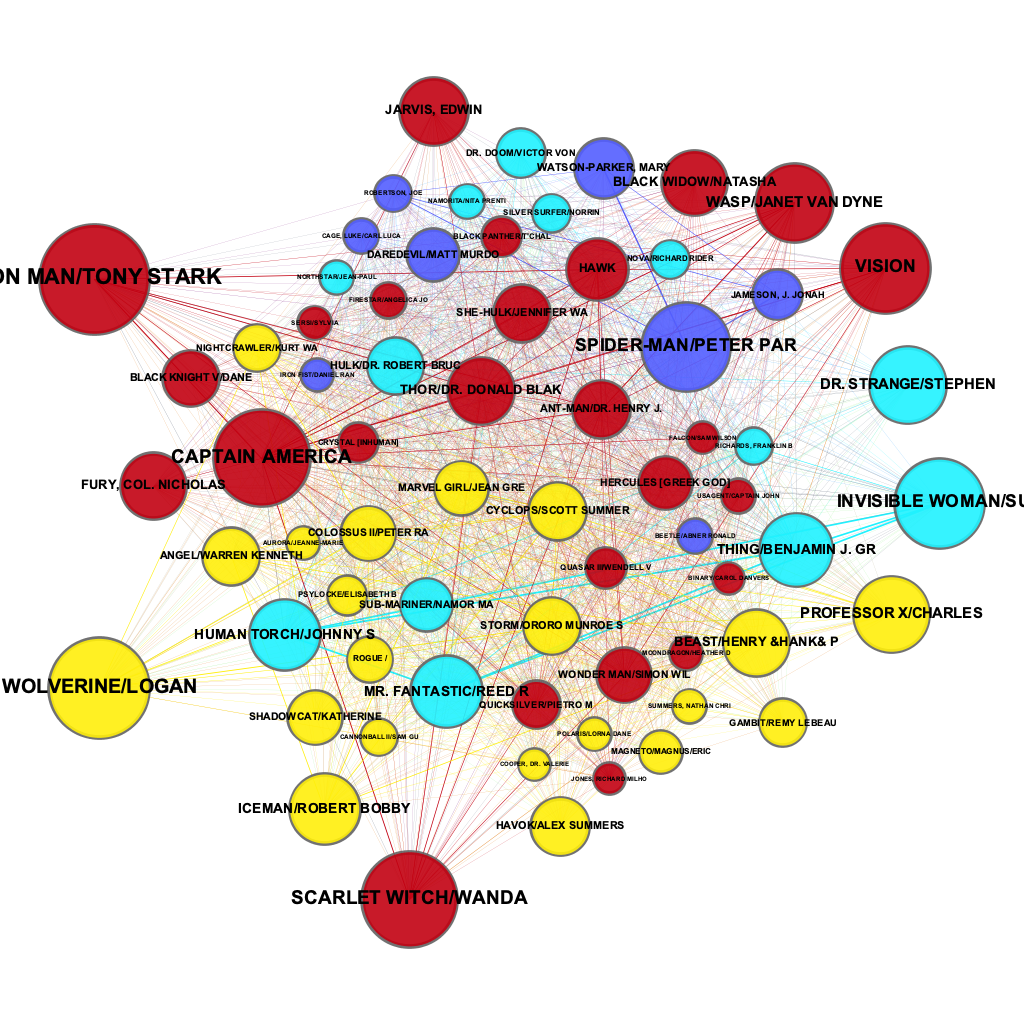 JARVIS, EDWIN
DR. DOOM/VICTOR VON
WATSON-PARKER, MARY
BLACK WIDOW/NATASHA
ROBERTSON, JOE
NAMORITA/NITA PRENTI
WASP/JANET VAN DYNE
SILVER SURFER/NORRIN
CAGE, LUKE/CARL LUCA
BLACK PANTHER/T'CHAL
DAREDEVIL/MATT MURDO
NOVA/RICHARD RIDER
VISION
HAWK
ON MAN/TONY STARK
NORTHSTAR/JEAN-PAUL
JAMESON, J. JONAH
FIRESTAR/ANGELICA JO
SHE-HULK/JENNIFER WA
SERSI/SYLVIA
SPIDER-MAN/PETER PAR
NIGHTCRAWLER/KURT WA
HULK/DR. ROBERT BRUC
IRON FIST/DANIEL RAN
BLACK KNIGHT V/DANE
DR. STRANGE/STEPHEN
THOR/DR. DONALD BLAK
ANT-MAN/DR. HENRY J.
FALCON/SAM WILSON
CRYSTAL [INHUMAN]
RICHARDS, FRANKLIN B
CAPTAIN AMERICA
FURY, COL. NICHOLAS
HERCULES [GREEK GOD]
MARVEL GIRL/JEAN GRE
USAGENT/CAPTAIN JOHN
INVISIBLE WOMAN/SU
CYCLOPS/SCOTT SUMMER
COLOSSUS II/PETER RA
BEETLE/ABNER RONALD
AURORA/JEANNE-MARIE
THING/BENJAMIN J. GR
ANGEL/WARREN KENNETH
QUASAR III/WENDELL V
BINARY/CAROL DANVERS
PSYLOCKE/ELISABETH B
SUB-MARINER/NAMOR MA
PROFESSOR X/CHARLES
STORM/ORORO MUNROE S
HUMAN TORCH/JOHNNY S
BEAST/HENRY &HANK& P
MOONDRAGON/HEATHER D
ROGUE /
WONDER MAN/SIMON WIL
WOLVERINE/LOGAN
MR. FANTASTIC/REED R
QUICKSILVER/PIETRO M
SUMMERS, NATHAN CHRI
SHADOWCAT/KATHERINE
GAMBIT/REMY LEBEAU
POLARIS/LORNA DANE
CANNONBALL II/SAM GU
MAGNETO/MAGNUS/ERIC
COOPER, DR. VALERIE
JONES, RICHARD MILHO
ICEMAN/ROBERT BOBBY
HAVOK/ALEX SUMMERS
SCARLET WITCH/WANDA